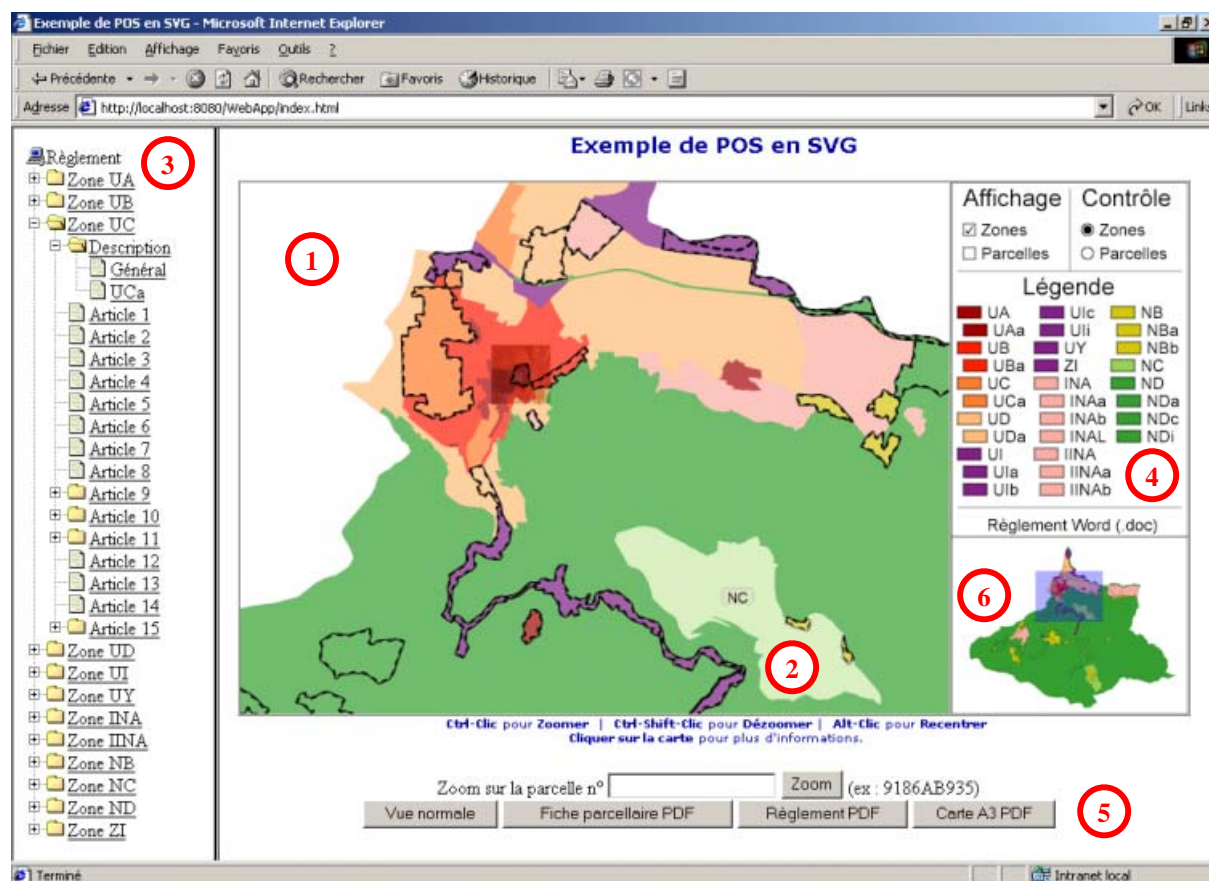 Exemple de POS en SVG - Microsoft Internet Explorer
Fichier Edition Affichage Favoris Outils ?
Précédente Rechercher Favoris Historique
Adresse http://localhost:8080/WebApp/index.html OK Links
Règlement
3
Zone UA
Zone UB
Zone UC
Description
Général
UCa
Article 1
Article 2
Article 3
Article 4
Article 5
Article 6
Article 7
Article 8
Article 9
Article 10
Article 11
Article 12
Article 13
Article 14
Article 15
Zone UD
Zone UI
Zone UY
Zone INA
Zone IINA
Zone NB
Zone NC
Zone ND
Zone ZI
Exemple de POS en SVG
1
NC
2
Affichage Contrôle
Zones Zones
Parcelles Parcelles
Légende
UA UIc NB
UAa UIi NBa
UB UY NBb
UBa ZI NC
UC INA ND
UCa INAa NDa
UD INAb NDc
UDa INAL NDi
UI IINA
UIa IINAa
UIb IINAb
4
Règlement Word (.doc)
6
Ctrl-Clic pour Zoomer | Ctrl-Shift-Clic pour Dézoomer | Alt-Clic pour Recentrer
Cliquer sur la carte pour plus d'informations.
Zoom sur la parcelle n° Zoom (ex : 9186AB935)
Vue normale Fiche parcellaire PDF Règlement PDF Carte A3 PDF
5
Terminé Intranet local